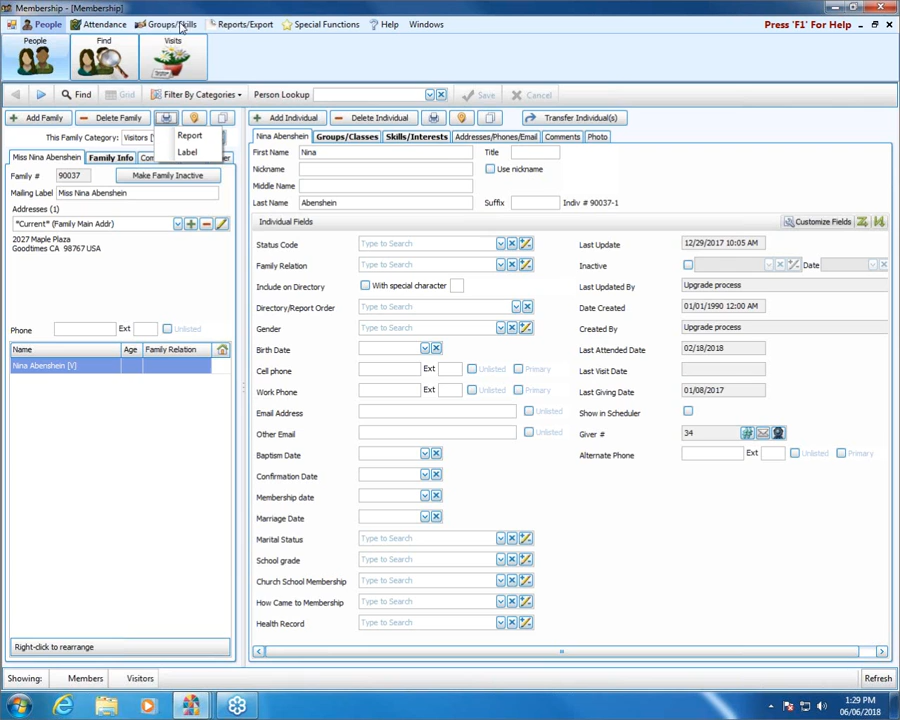 Membership - [Membership]
People Attendance Groups/Skills Reports/Export Special Functions Help Windows Press 'F1' For Help
People Find Visits
Find Grid Filter By Categories Person Lookup Save Cancel
Add Family Delete Family Add Individual Delete Individual Transfer Individual(s)
This Family Category: Visitors [
Report
Label
Miss Nina Abenshein Family Info
Family # 90037 Make Family Inactive
Mailing Label Miss Nina Abenshein
Addresses (1)
*Current* (Family Main Addr)
2027 Maple Plaza
Goodtimes CA 98767 USA
Phone Ext Unlisted
Name Age Family Relation
Nina Abenshein [V]
Right-click to rearrange
Nina Abenshein Groups/Classes Skills/Interests Addresses/Phones/Email Comments Photo
First Name Nina Title
Nickname Use nickname
Middle Name
Last Name Abenshein Suffix Indiv # 90037-1
Individual Fields Customize Fields
Status Code Type to Search Last Update 12/29/2017 10:05 AM
Family Relation Type to Search Inactive Date
Include on Directory With special character Last Updated By Upgrade process
Directory/Report Order Type to Search Date Created 01/01/1990 12:00 AM
Gender Type to Search Created By Upgrade process
Birth Date Last Attended Date 02/18/2018
Cell phone Ext Unlisted Primary Last Visit Date
Work Phone Ext Unlisted Primary Last Giving Date 01/08/2017
Email Address Unlisted Show in Scheduler
Other Email Unlisted Giver # 34
Baptism Date Alternate Phone Ext Unlisted Primary
Confirmation Date
Membership date
Marriage Date
Marital Status Type to Search
School grade Type to Search
Church School Membership Type to Search
How Came to Membership Type to Search
Health Record Type to Search
Showing: Members Visitors Refresh
1:29 PM
06/06/2018